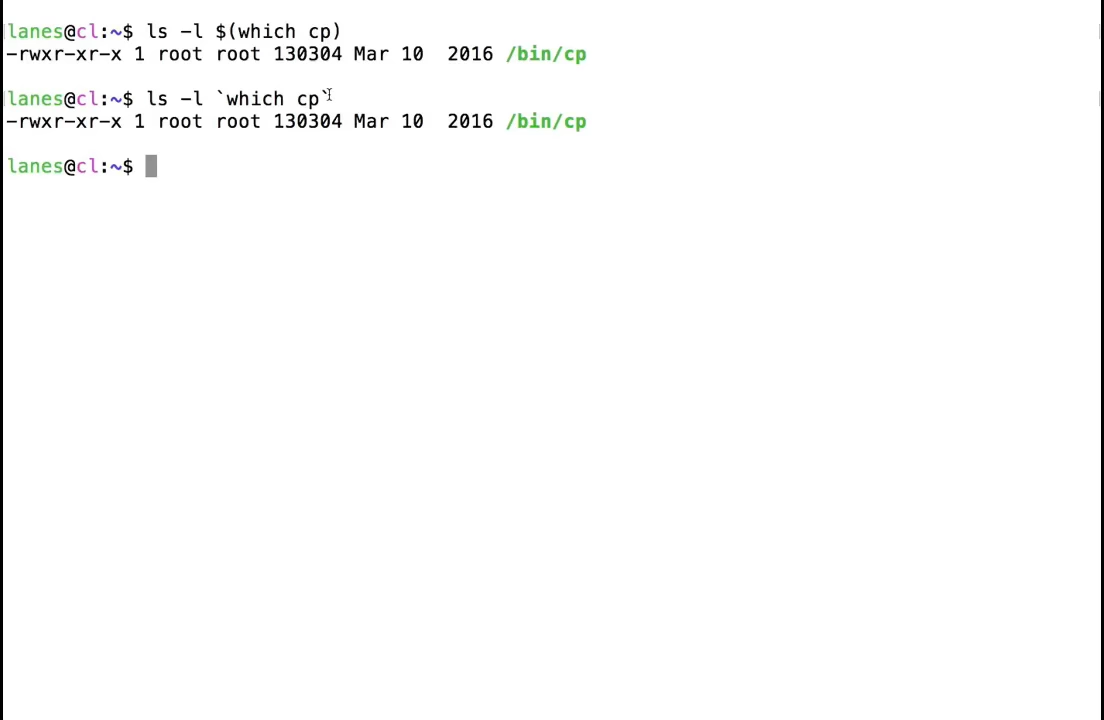 lanes@cl:~$ ls -l $(which cp)
-rwxr-xr-x 1 root root 130304 Mar 10  2016 /bin/cp
lanes@cl:~$ ls -l `which cp`
-rwxr-xr-x 1 root root 130304 Mar 10  2016 /bin/cp
lanes@cl:~$